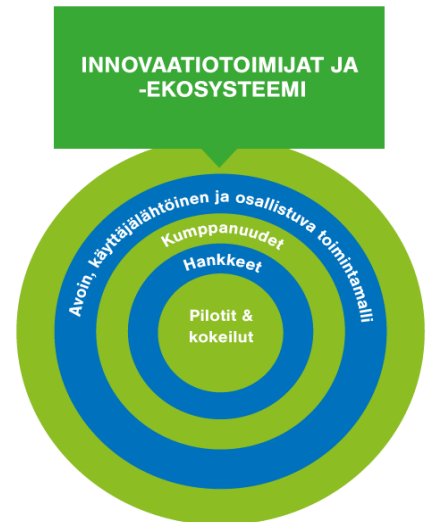 INNOVAATIOTOIMIJAT JA
-EKOSYSTEEMI
Avoin, käyttäjälähtöinen ja osallistuva toimintamalli
Kumppanuudet
Hankkeet
Pilotit &
kokeilut